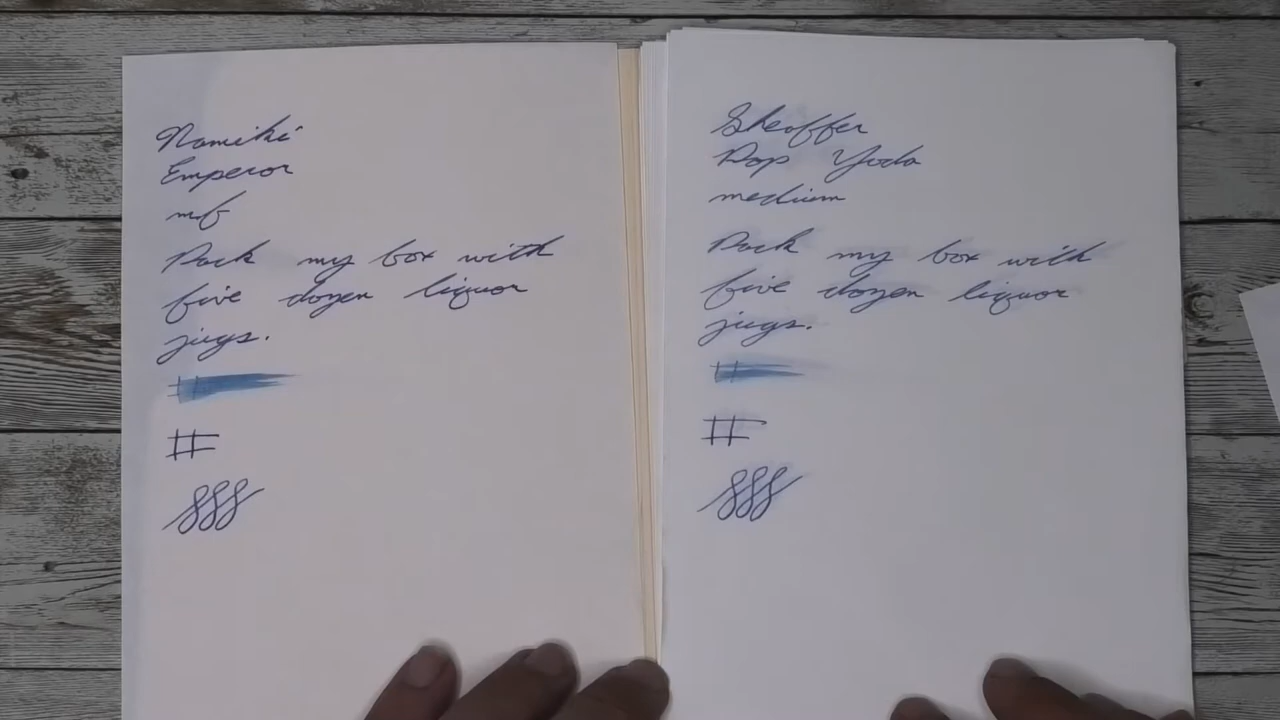 Namiki
Emperor
mf
Pack my box with
five dozen liquor
jugs.
#
#
SSS
Sheaffer
Pop Yoda
medium
Pack my box with
five dozen liquor
jugs.
#
#
SSS